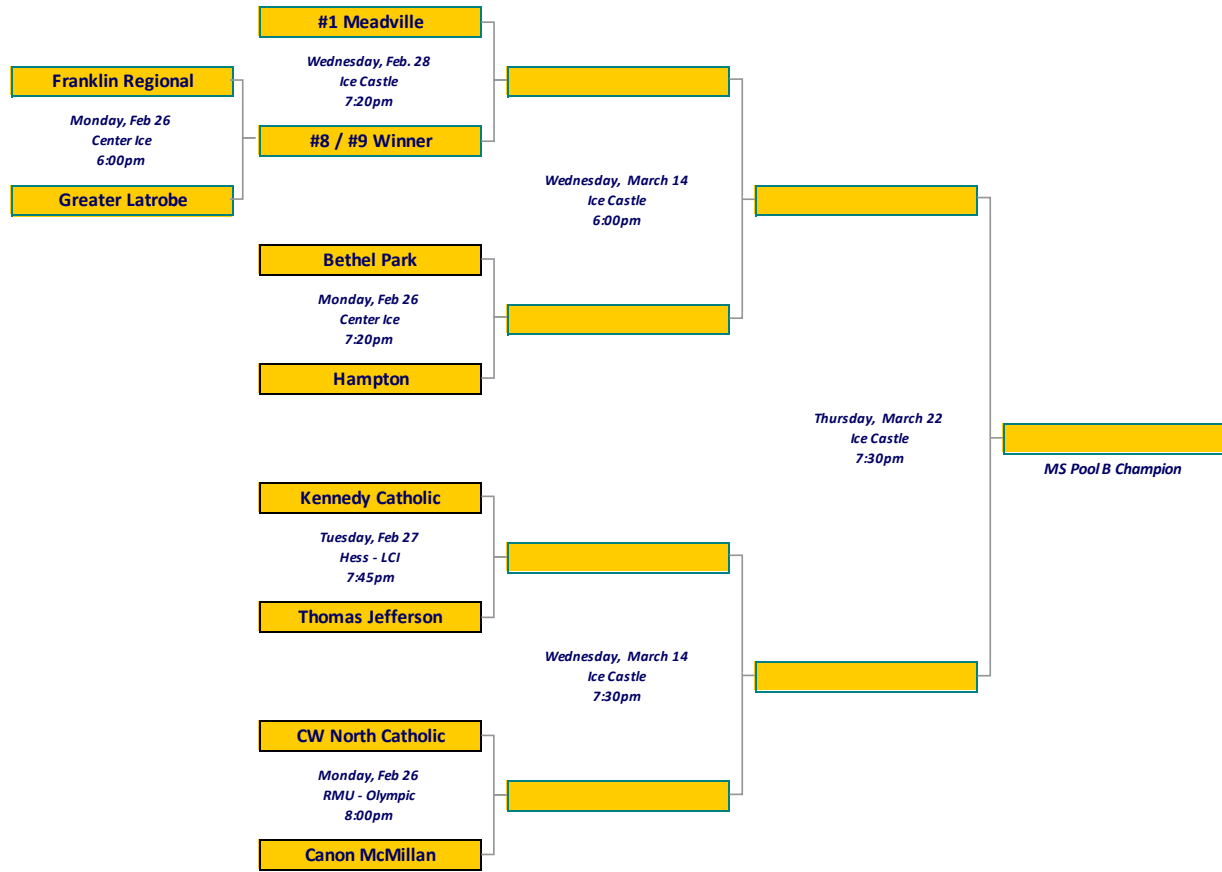 #1 Meadville
Wednesday, Feb. 28
Ice Castle
7:20pm
Franklin Regional
Monday, Feb 26
Center Ice
6:00pm
#8 / #9 Winner
Greater Latrobe
Wednesday, March 14
Ice Castle
6:00pm
Bethel Park
Monday, Feb 26
Center Ice
7:20pm
Hampton
Thursday, March 22
Ice Castle
7:30pm
MS Pool B Champion
Kennedy Catholic
Tuesday, Feb 27
Hess - LCI
7:45pm
Thomas Jefferson
Wednesday, March 14
Ice Castle
7:30pm
CW North Catholic
Monday, Feb 26
RMU - Olympic
8:00pm
Canon McMillan